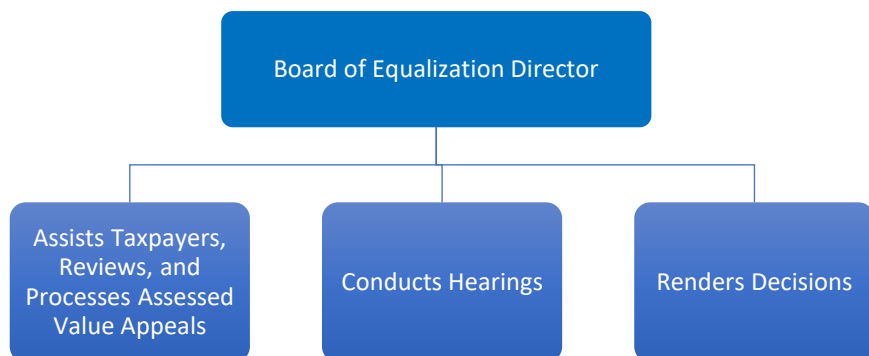 Board of Equalization Director
Assists Taxpayers,
Reviews, and
Processes Assessed
Value Appeals
Conducts Hearings
Renders Decisions